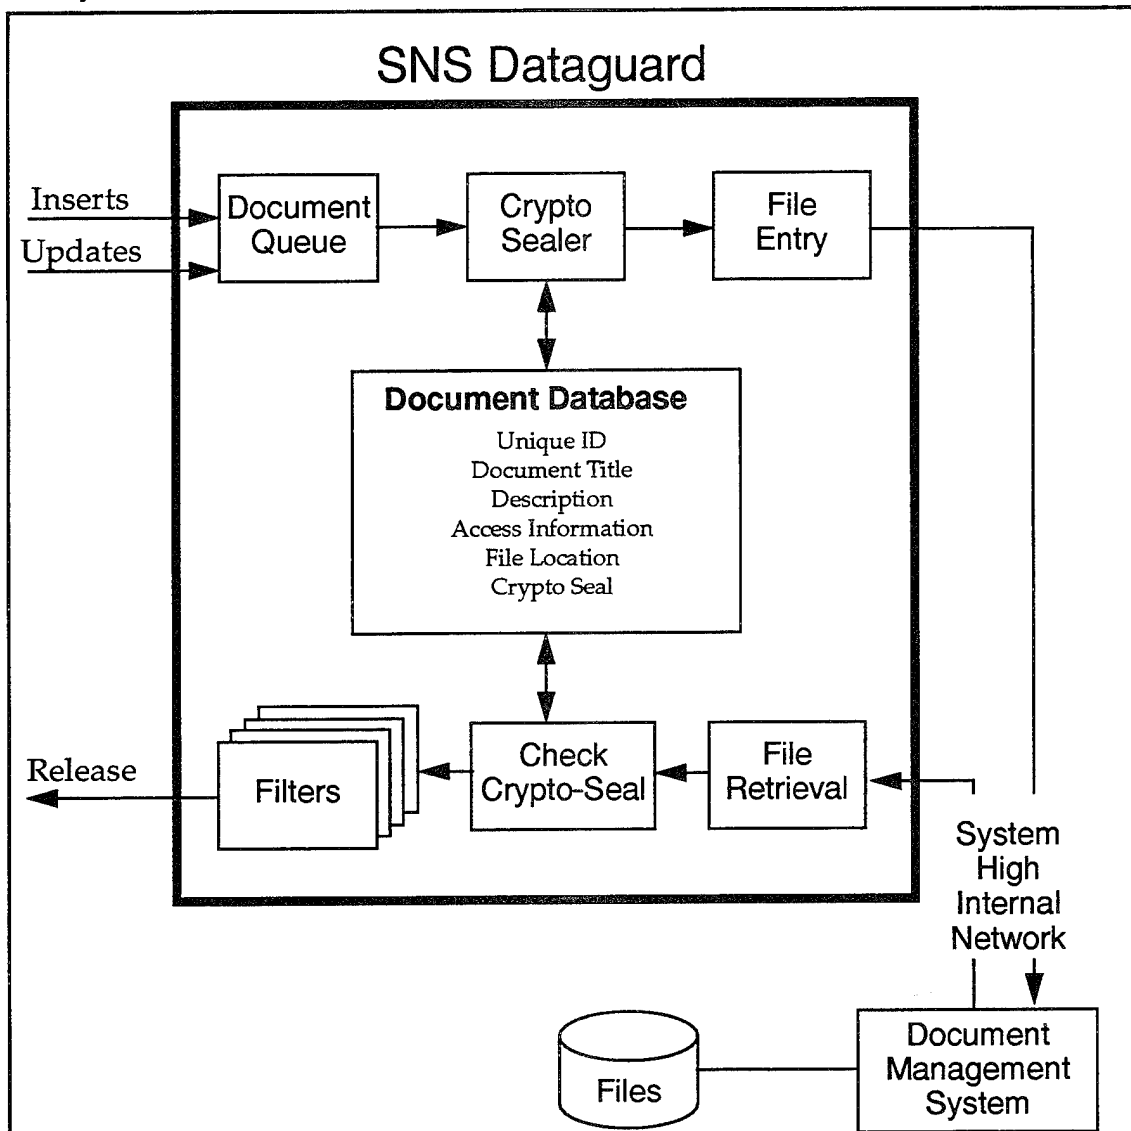 SNS Dataguard
Inserts
Updates
Document
Queue
Crypto
Sealer
File
Entry
Document Database
Unique ID
Document Title
Description
Access Information
File Location
Crypto Seal
Release
Filters
Check
Crypto-Seal
File
Retrieval
System
High
Internal
Network
Files
Document
Management
System